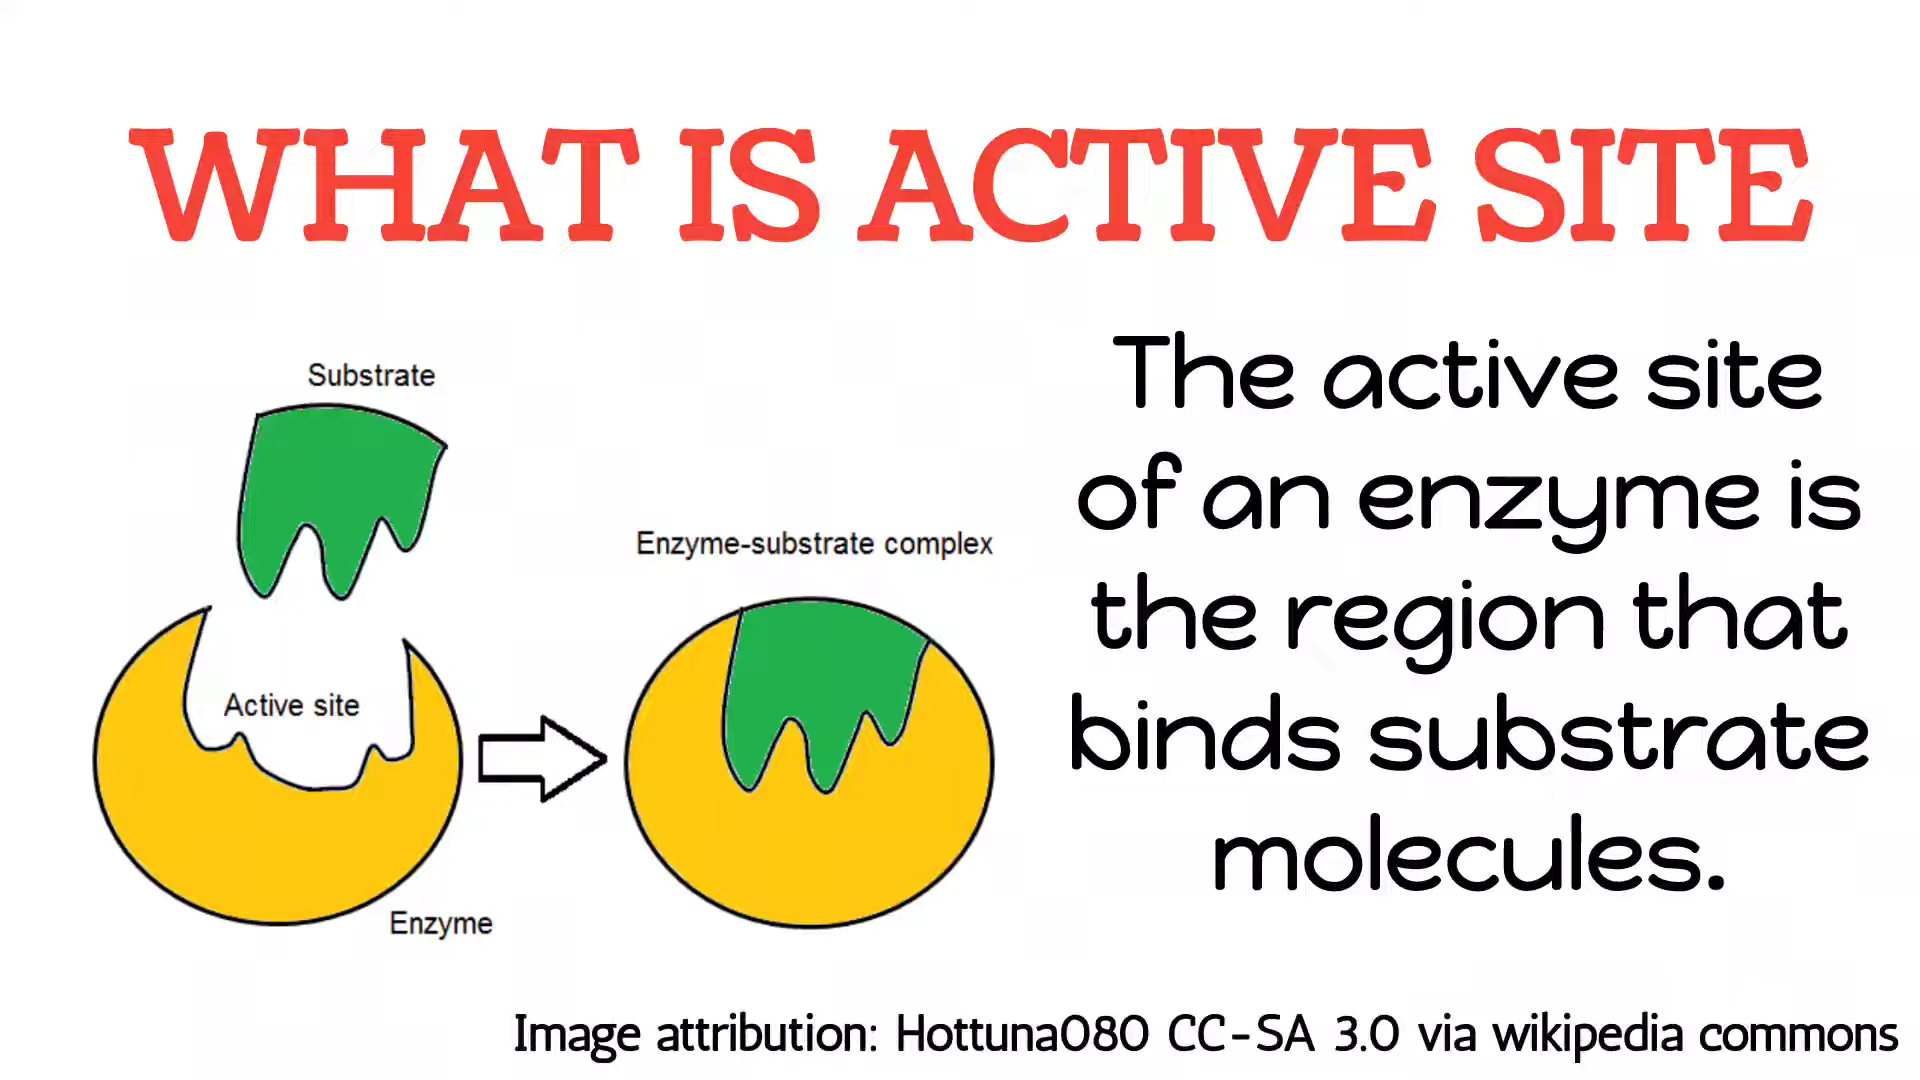 WHAT IS ACTIVE SITE
Substrate
Active site
Enzyme
Enzyme-substrate complex
The active site
of an enzyme is
the region that
binds substrate
molecules.
Image attribution: Hottuna080 CC-SA 3.0 via wikipedia commons